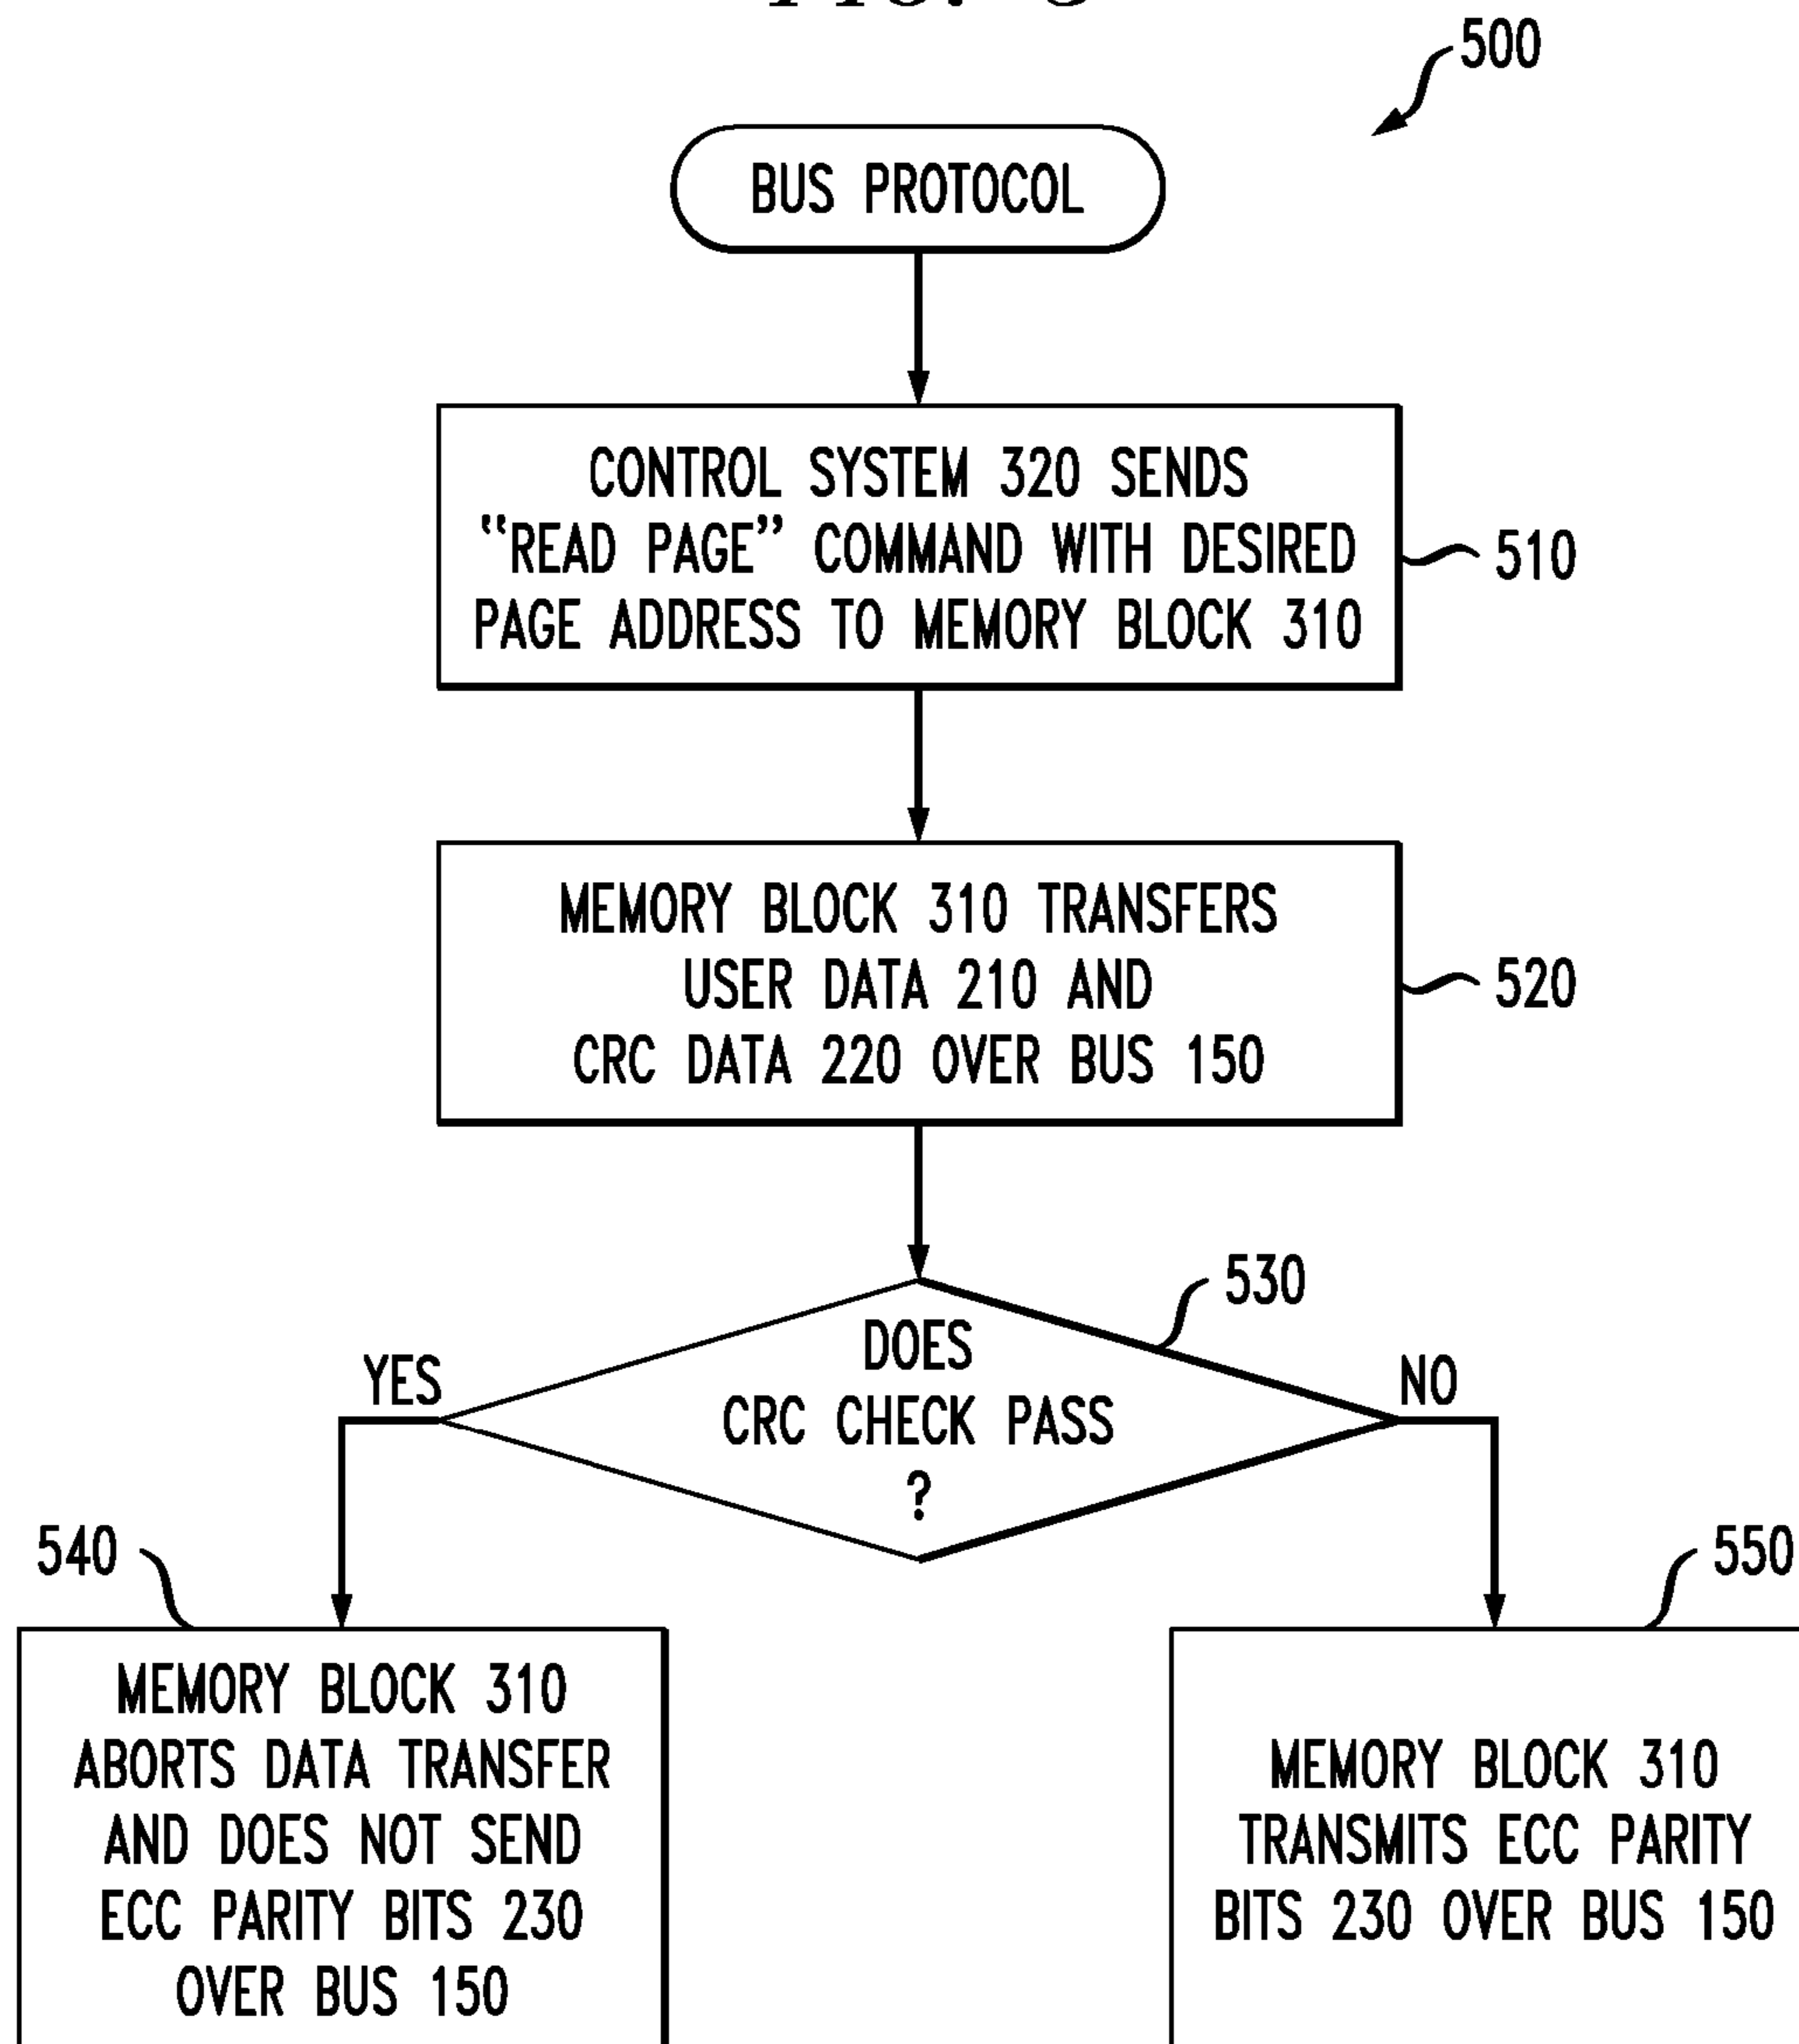 500
BUS PROTOCOL
CONTROL SYSTEM 320 SENDS
“READ PAGE” COMMAND WITH DESIRED
PAGE ADDRESS TO MEMORY BLOCK 310
510
MEMORY BLOCK 310 TRANSFERS
USER DATA 210 AND
CRC DATA 220 OVER BUS 150
520
530
DOES
CRC CHECK PASS
?
YES
NO
540
MEMORY BLOCK 310
ABORTS DATA TRANSFER
AND DOES NOT SEND
ECC PARITY BITS 230
OVER BUS 150
550
MEMORY BLOCK 310
TRANSMITS ECC PARITY
BITS 230 OVER BUS 150